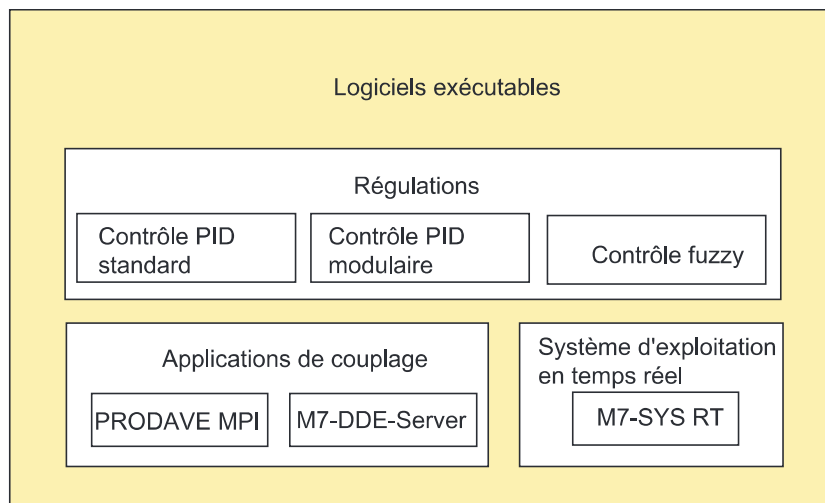 Logiciels exécutables
Régulations
Contrôle PID
standard
Contrôle PID
modulaire
Contrôle fuzzy
Applications de couplage
PRODAVE MPI
M7-DDE-Server
Système d'exploitation
en temps réel
M7-SYS RT